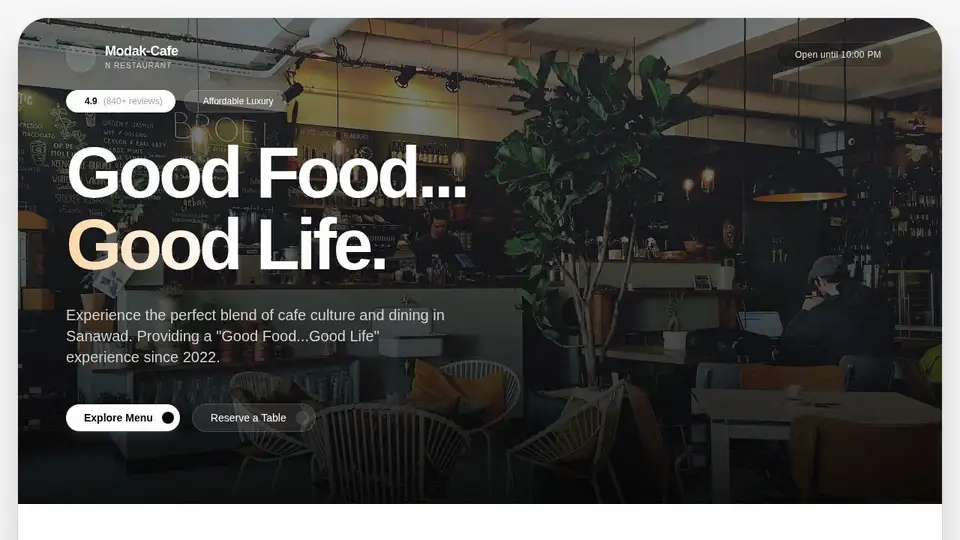 Modak-Cafe
N RESTAURANT
Open until 10:00 PM
4.9 (840+ reviews)
Affordable Luxury
BROEI
Good Food...
Good Life.
Experience the perfect blend of cafe culture and dining in
Sanawad. Providing a "Good Food...Good Life"
experience since 2022.
Explore Menu
Reserve a Table